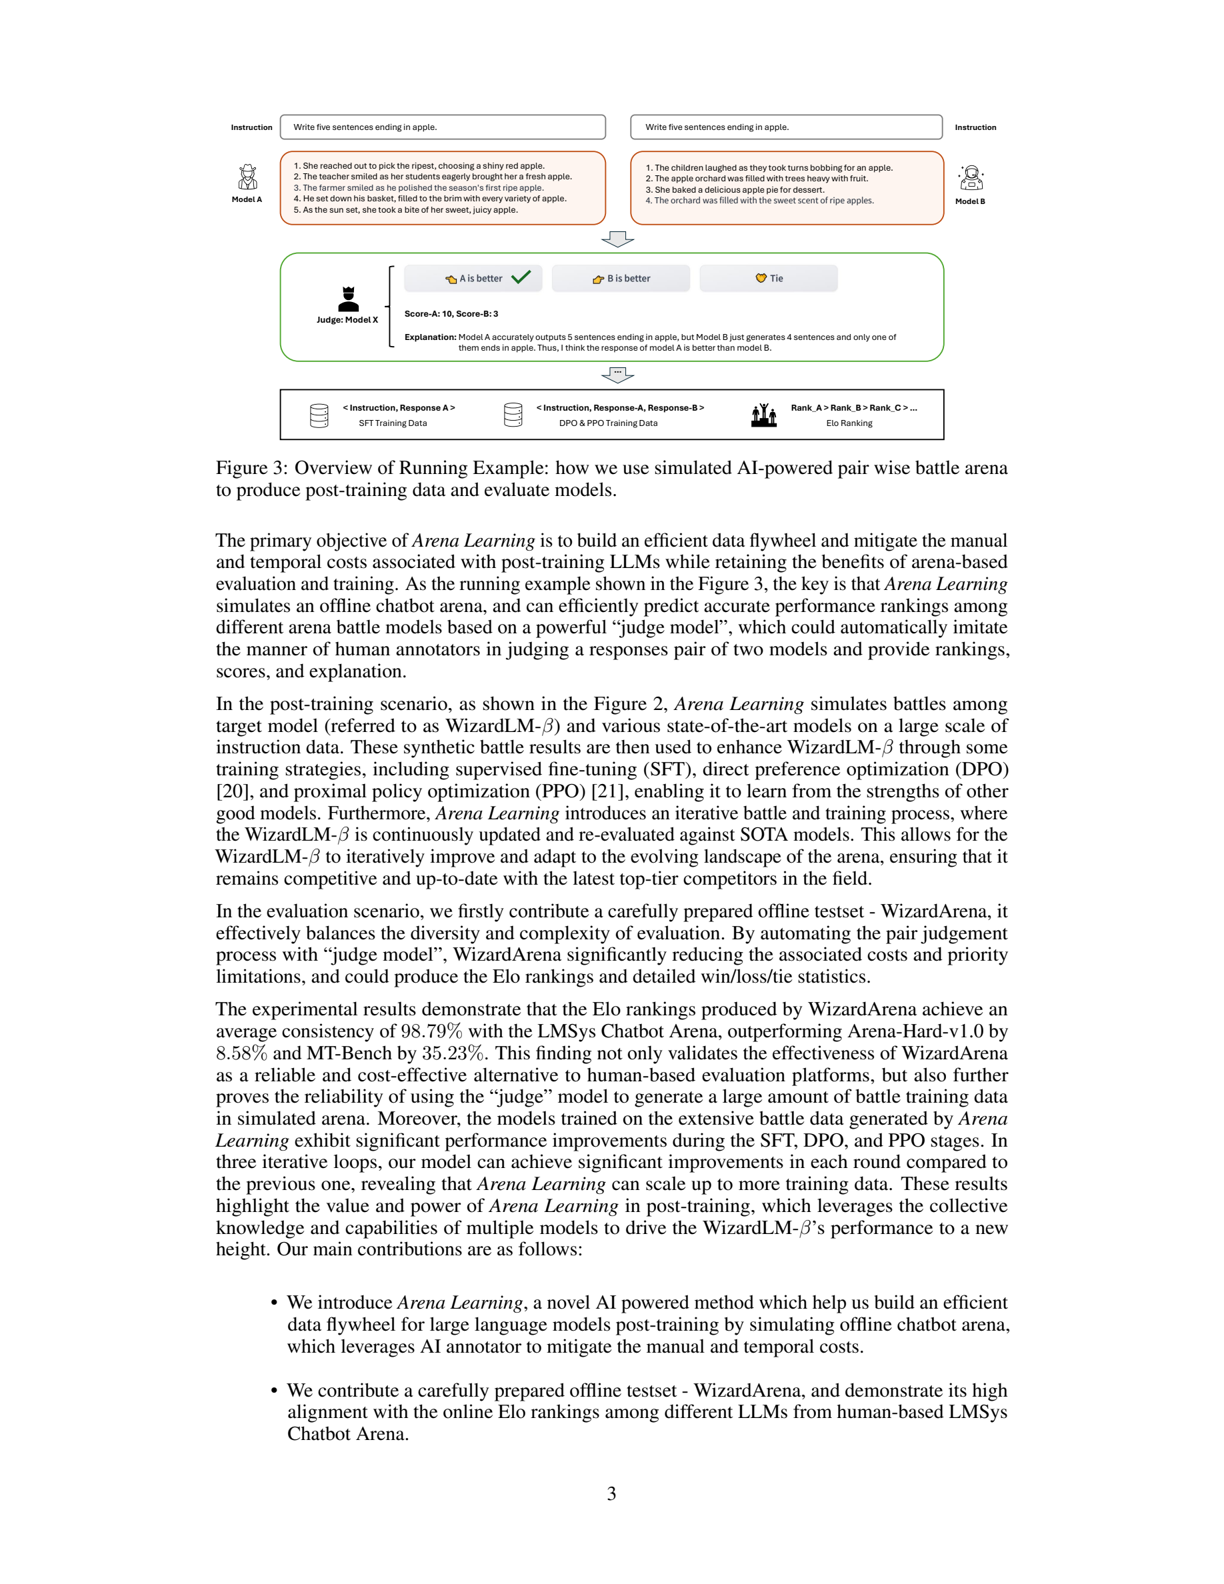 Instruction
Write five sentences ending in apple.
Write five sentences ending in apple.
Instruction
1. She reached out to pick the ripest, choosing a shiny red apple.
2. The teacher smiled as her students eagerly brought her a fresh apple.
3. The farmer smiled as he polished the season's first ripe apple.
4. He set down his basket, filled to the brim with every variety of apple.
5. As the sun set, she took a bite of her sweet, juicy apple.
Model A
1. The children laughed as they took turns bobbing for an apple.
2. The apple orchard was filled with trees heavy with fruit.
3. She baked a delicious apple pie for dessert.
4. The orchard was filled with the sweet scent of ripe apples.
Model B
A is better
B is better
Tie
Judge: Model X
Score-A: 10, Score-B: 3
Explanation: Model A accurately outputs 5 sentences ending in apple, but Model B just generates 4 sentences and only one of
them ends in apple. Thus, I think the response of model A is better than model B.
...
< Instruction, Response A >
SFT Training Data
< Instruction, Response-A, Response-B >
DPO & PPO Training Data
Rank_A > Rank_B > Rank_C > ...
Elo Ranking
Figure 3: Overview of Running Example: how we use simulated AI-powered pair wise battle arena
to produce post-training data and evaluate models.
The primary objective of Arena Learning is to build an efficient data flywheel and mitigate the manual
and temporal costs associated with post-training LLMs while retaining the benefits of arena-based
evaluation and training. As the running example shown in the Figure 3, the key is that Arena Learning
simulates an offline chatbot arena, and can efficiently predict accurate performance rankings among
different arena battle models based on a powerful “judge model”, which could automatically imitate
the manner of human annotators in judging a responses pair of two models and provide rankings,
scores, and explanation.
In the post-training scenario, as shown in the Figure 2, Arena Learning simulates battles among
target model (referred to as WizardLM-β) and various state-of-the-art models on a large scale of
instruction data. These synthetic battle results are then used to enhance WizardLM-β through some
training strategies, including supervised fine-tuning (SFT), direct preference optimization (DPO)
[20], and proximal policy optimization (PPO) [21], enabling it to learn from the strengths of other
good models. Furthermore, Arena Learning introduces an iterative battle and training process, where
the WizardLM-β is continuously updated and re-evaluated against SOTA models. This allows for the
WizardLM-β to iteratively improve and adapt to the evolving landscape of the arena, ensuring that it
remains competitive and up-to-date with the latest top-tier competitors in the field.
In the evaluation scenario, we firstly contribute a carefully prepared offline testset - WizardArena, it
effectively balances the diversity and complexity of evaluation. By automating the pair judgement
process with “judge model”, WizardArena significantly reducing the associated costs and priority
limitations, and could produce the Elo rankings and detailed win/loss/tie statistics.
The experimental results demonstrate that the Elo rankings produced by WizardArena achieve an
average consistency of 98.79% with the LMSys Chatbot Arena, outperforming Arena-Hard-v1.0 by
8.58% and MT-Bench by 35.23%. This finding not only validates the effectiveness of WizardArena
as a reliable and cost-effective alternative to human-based evaluation platforms, but also further
proves the reliability of using the “judge” model to generate a large amount of battle training data
in simulated arena. Moreover, the models trained on the extensive battle data generated by Arena
Learning exhibit significant performance improvements during the SFT, DPO, and PPO stages. In
three iterative loops, our model can achieve significant improvements in each round compared to
the previous one, revealing that Arena Learning can scale up to more training data. These results
highlight the value and power of Arena Learning in post-training, which leverages the collective
knowledge and capabilities of multiple models to drive the WizardLM-β’s performance to a new
height. Our main contributions are as follows:
• We introduce Arena Learning, a novel AI powered method which help us build an efficient
data flywheel for large language models post-training by simulating offline chatbot arena,
which leverages AI annotator to mitigate the manual and temporal costs.
• We contribute a carefully prepared offline testset - WizardArena, and demonstrate its high
alignment with the online Elo rankings among different LLMs from human-based LMSys
Chatbot Arena.
3